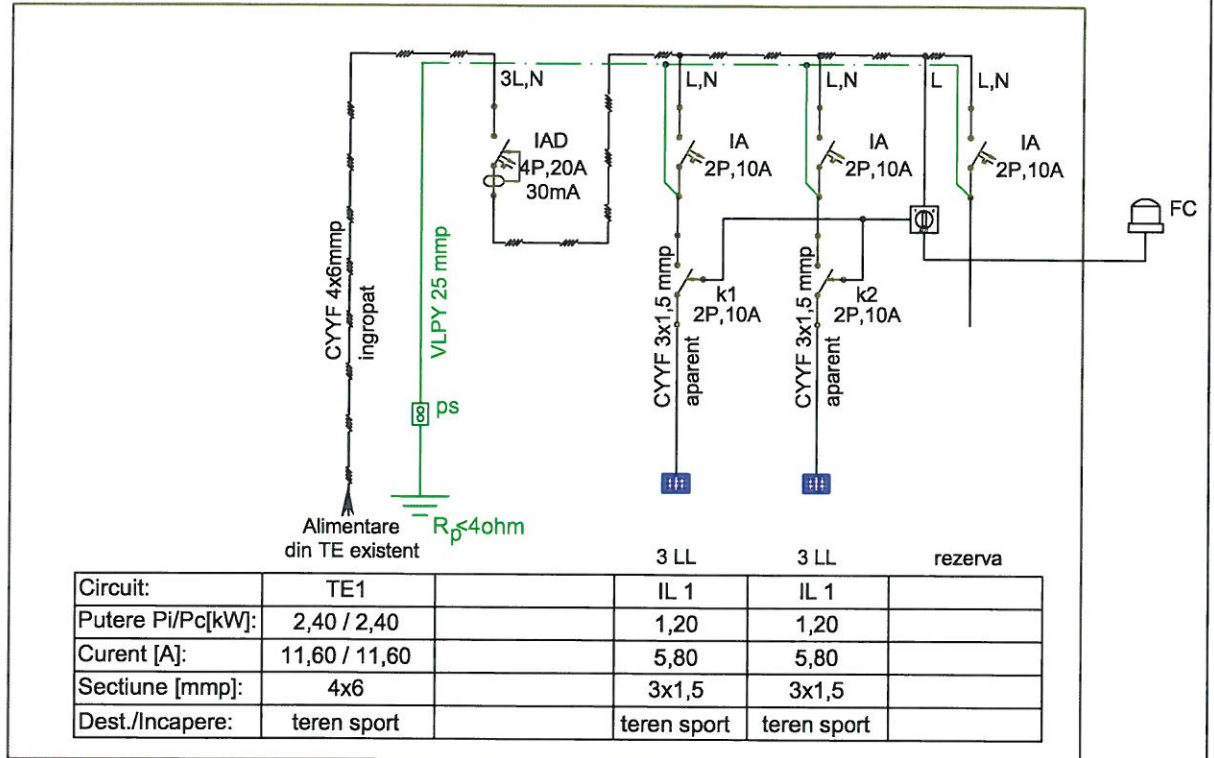 3L,N
L,N
L,N
L
L,N
IAD
4P,20A
30mA
IA
2P,10A
IA
2P,10A
IA
2P,10A
FC
CYYF 4x6mmp
ingropat
VLPY 25 mmp
CYYF 3x1,5 mmp
aparent
k1
2P,10A
CYYF 3x1,5 mmp
aparent
k2
2P,10A
ps
Rp<4ohm
Alimentare
din TE existent
3 LL 3 LL rezerva
Circuit: TE1 IL 1 IL 1
Putere Pi/Pc[kW]: 2,40 / 2,40 1,20 1,20
Curent [A]: 11,60 / 11,60 5,80 5,80
Sectiune [mmp]: 4x6 3x1,5 3x1,5
Dest./Incapere: teren sport teren sport teren sport